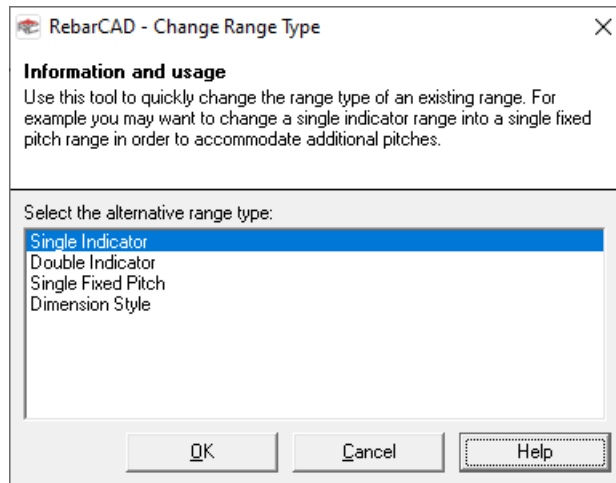 RebarCAD - Change Range Type
Information and usage
Use this tool to quickly change the range type of an existing range. For
example you may want to change a single indicator range into a single fixed
pitch range in order to accommodate additional pitches.
Select the alternative range type:
Single Indicator
Double Indicator
Single Fixed Pitch
Dimension Style
OK
Cancel
Help